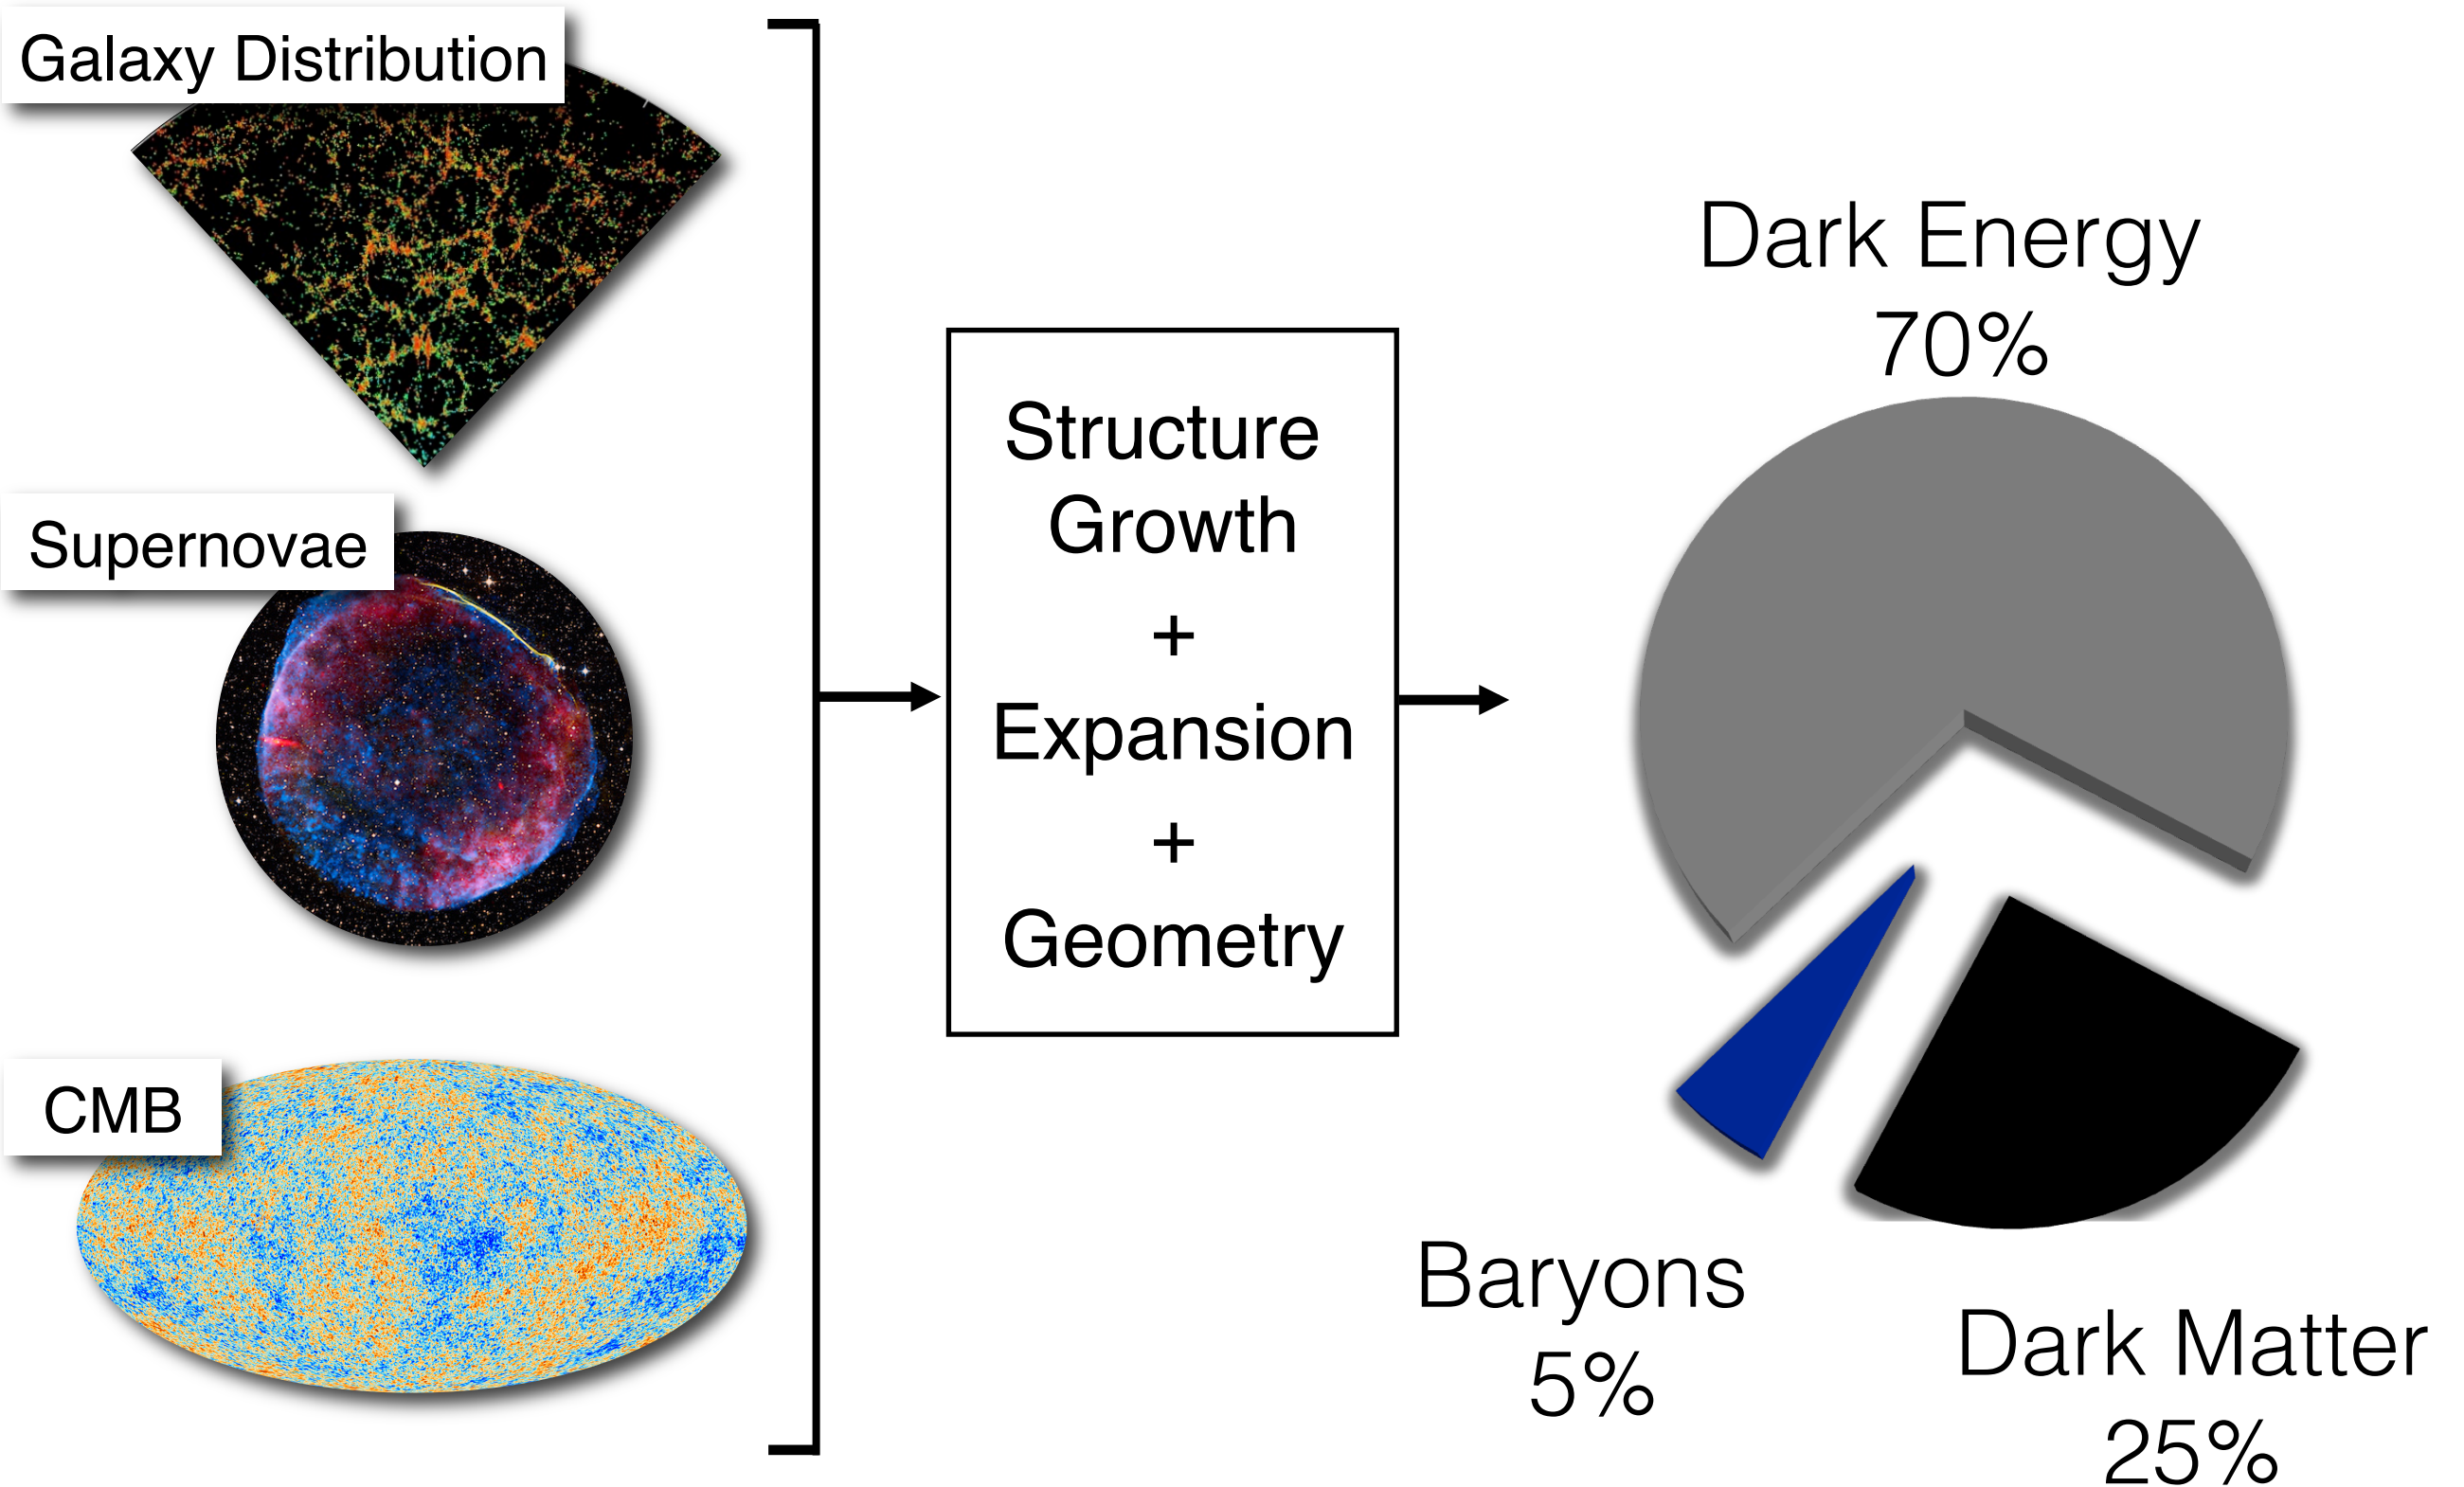 Galaxy Distribution
Supernovae
CMB
Structure
Growth
+
Expansion
+
Geometry
Dark Energy
70%
Baryons
5%
Dark Matter
25%